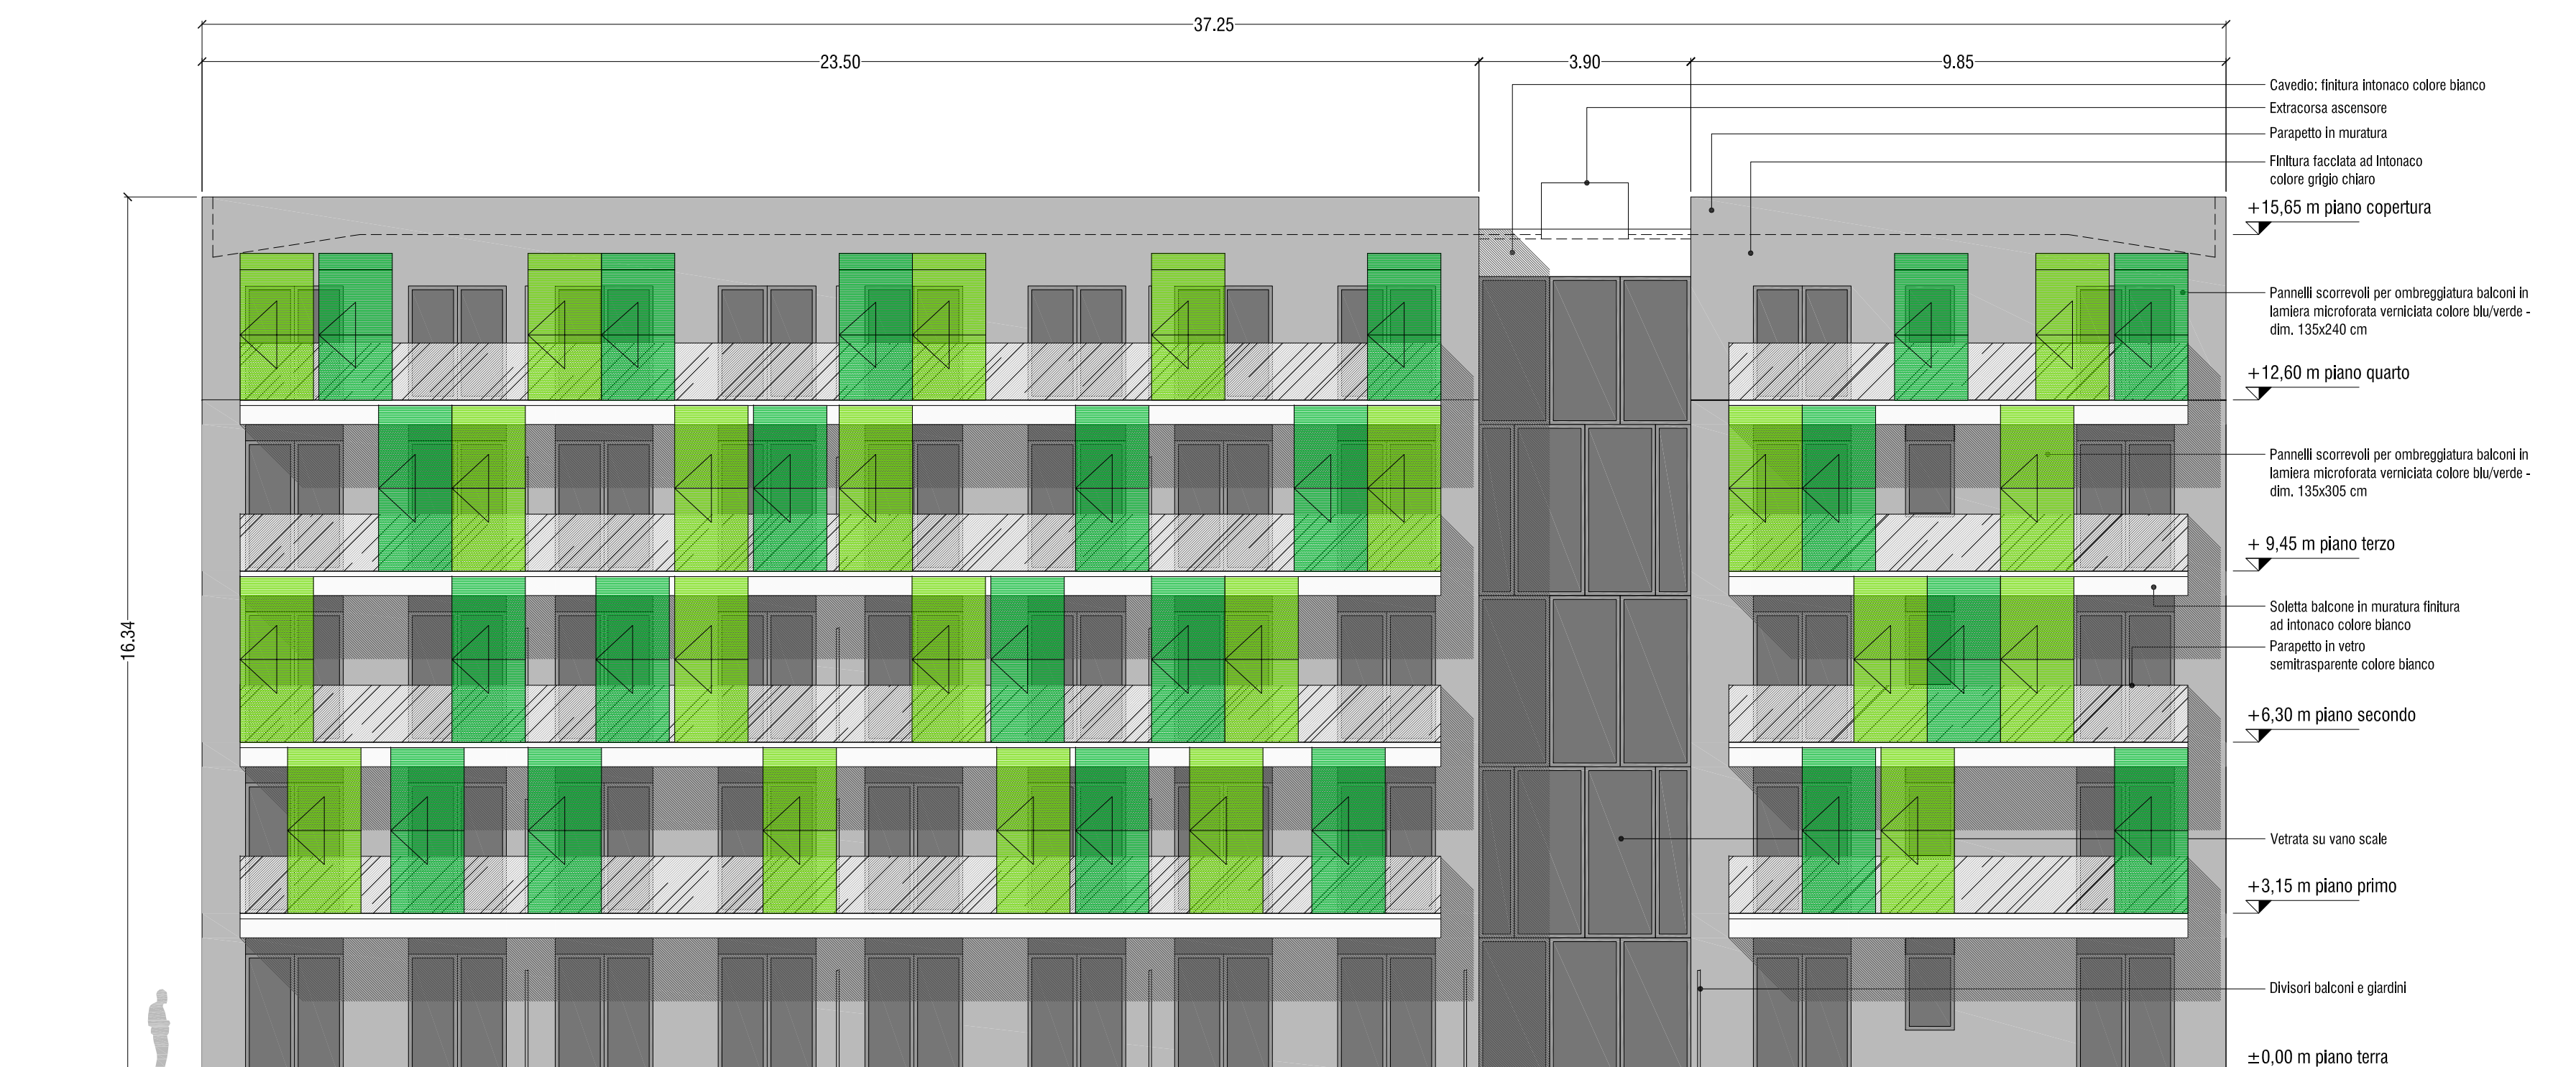 37.25
23.50
3.90
9.85
Cavedio: finitura intonaco colore bianco
Extracorsa ascensore
Parapetto in muratura
Finitura facciata ad intonaco
colore grigio chiaro
+15,65 m piano copertura
Pannelli scorrevoli per ombreggiatura balconi in
lamiera microforata verniciata colore blu/verde -
dim. 135x240 cm
+12,60 m piano quarto
Pannelli scorrevoli per ombreggiatura balconi in
lamiera microforata verniciata colore blu/verde -
dim. 135x305 cm
+ 9,45 m piano terzo
Soletta balcone in muratura finitura
ad intonaco colore bianco
16.34
Parapetto in vetro
semitrasparente colore bianco
+6,30 m piano secondo
Vetrata su vano scale
+3,15 m piano primo
Divisori balconi e giardini
±0,00 m piano terra